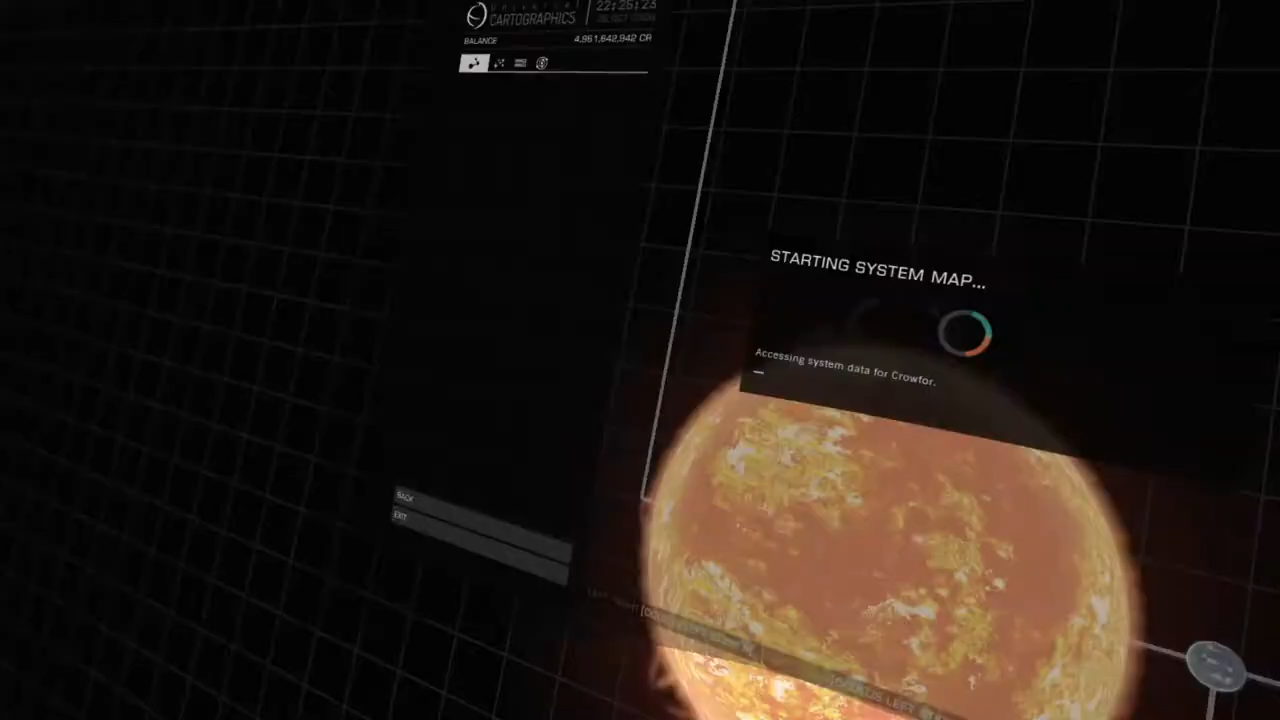 CARTOGRAPHICS
22:25:23
BALANCE 4,951,642,942 CR
STARTING SYSTEM MAP...
Accessing system data for Crowfor.
BACK
EXIT
LEFT